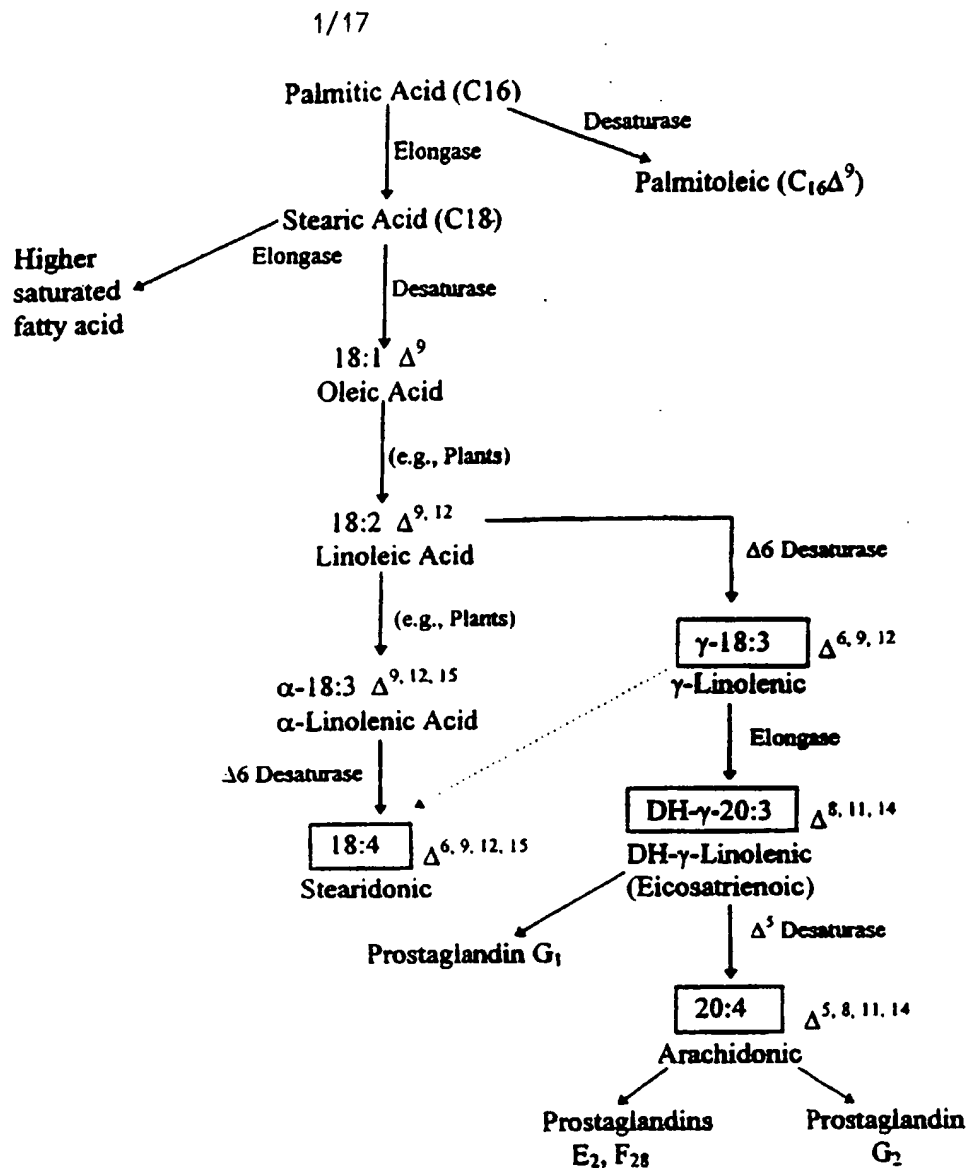 1/17
Palmitic Acid (C16)
Desaturase
Elongase
Palmitoleic (C₁₆Δ⁹)
Stearic Acid (C18)
Elongase
Higher
saturated
fatty acid
Desaturase
18:1 Δ⁹
Oleic Acid
(e.g., Plants)
18:2 Δ⁹, ¹²
Linoleic Acid
Δ6 Desaturase
(e.g., Plants)
γ-18:3 Δ⁶, ⁹, ¹²
γ-Linolenic
α-18:3 Δ⁹, ¹², ¹⁵
α-Linolenic Acid
Elongase
Δ6 Desaturase
DH-γ-20:3 Δ⁸, ¹¹, ¹⁴
DH-γ-Linolenic
(Eicosatrienoic)
18:4 Δ⁶, ⁹, ¹², ¹⁵
Stearidonic
Δ⁵ Desaturase
Prostaglandin G₁
20:4 Δ⁵, ⁸, ¹¹, ¹⁴
Arachidonic
Prostaglandins
E₂, F₂₈
Prostaglandin
G₂